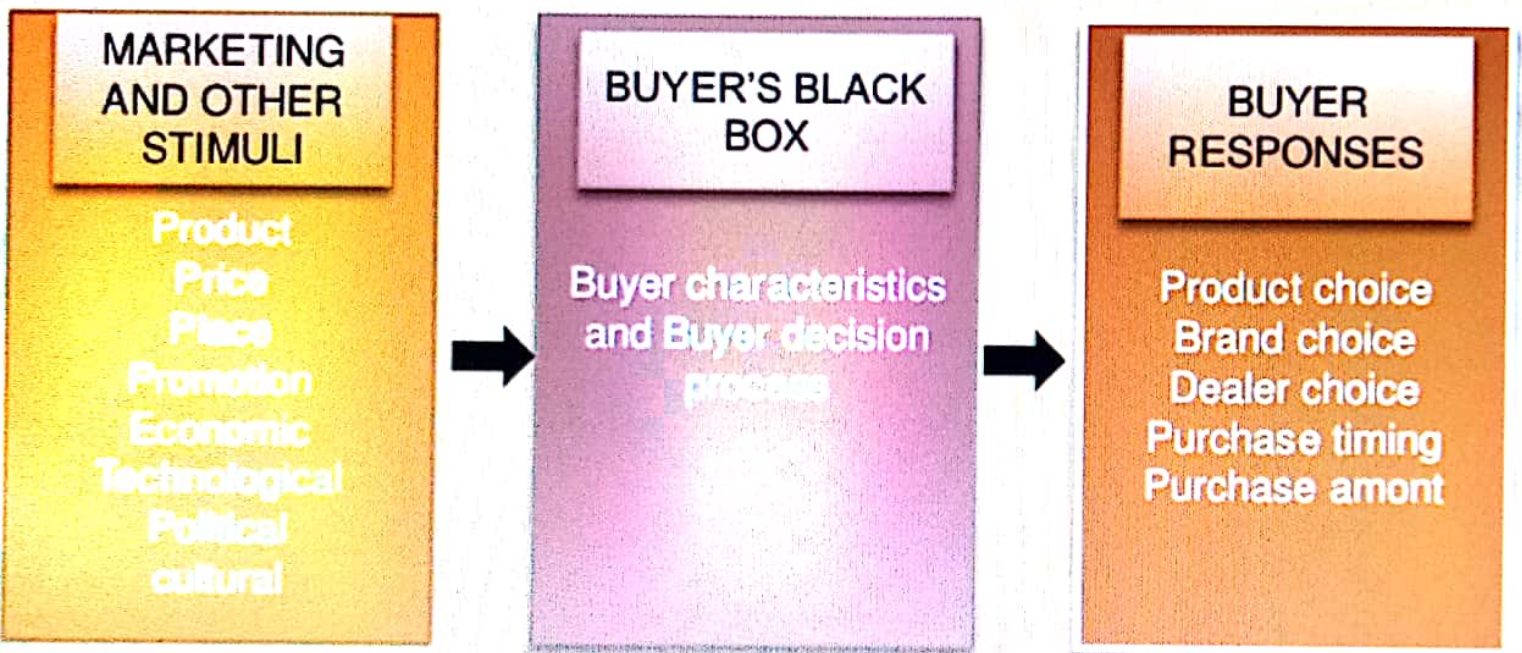 MARKETING
AND OTHER
STIMULI
Product
Price
Place
Promotion
Economic
Technological
Political
cultural
BUYER'S BLACK
BOX
Buyer characteristics
and Buyer decision
process
BUYER
RESPONSES
Product choice
Brand choice
Dealer choice
Purchase timing
Purchase amont